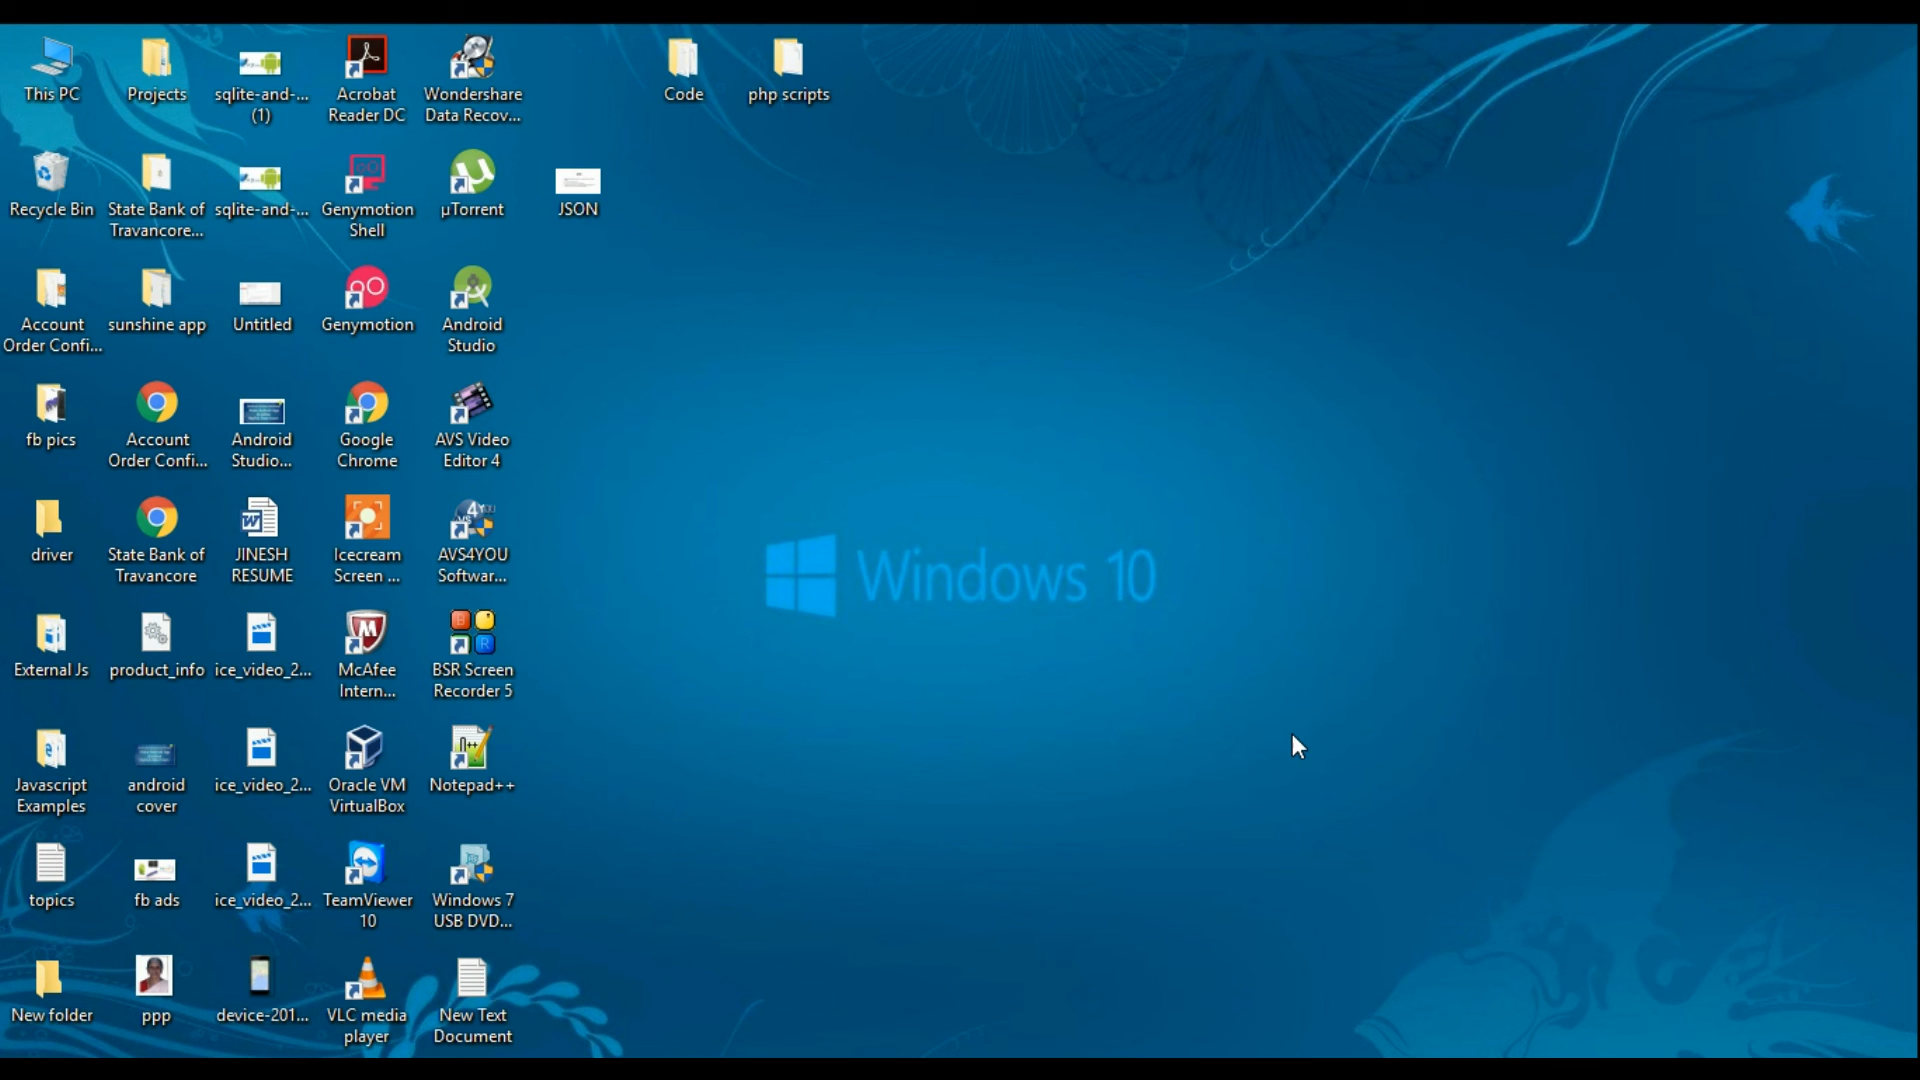 This PC
Projects
sqlite-and-...
(1)
Acrobat
Reader DC
Wondershare
Data Recov...
Code
php scripts
Recycle Bin
State Bank of
Travancore...
sqlite-and-...
Genymotion
Shell
µTorrent
JSON
Account
Order Confi...
sunshine app
Untitled
Genymotion
Android
Studio
fb pics
Account
Order Confi...
Android
Studio...
Google
Chrome
AVS Video
Editor 4
driver
State Bank of
Travancore
JINESH
RESUME
Icecream
Screen ...
AVS4YOU
Softwar...
Windows 10
External Js
product_info
ice_video_2...
McAfee
Intern...
BSR Screen
Recorder 5
Javascript
Examples
android
cover
ice_video_2...
Oracle VM
VirtualBox
Notepad++
topics
fb ads
ice_video_2...
TeamViewer
10
Windows 7
USB DVD...
New folder
ppp
device-201...
VLC media
player
New Text
Document